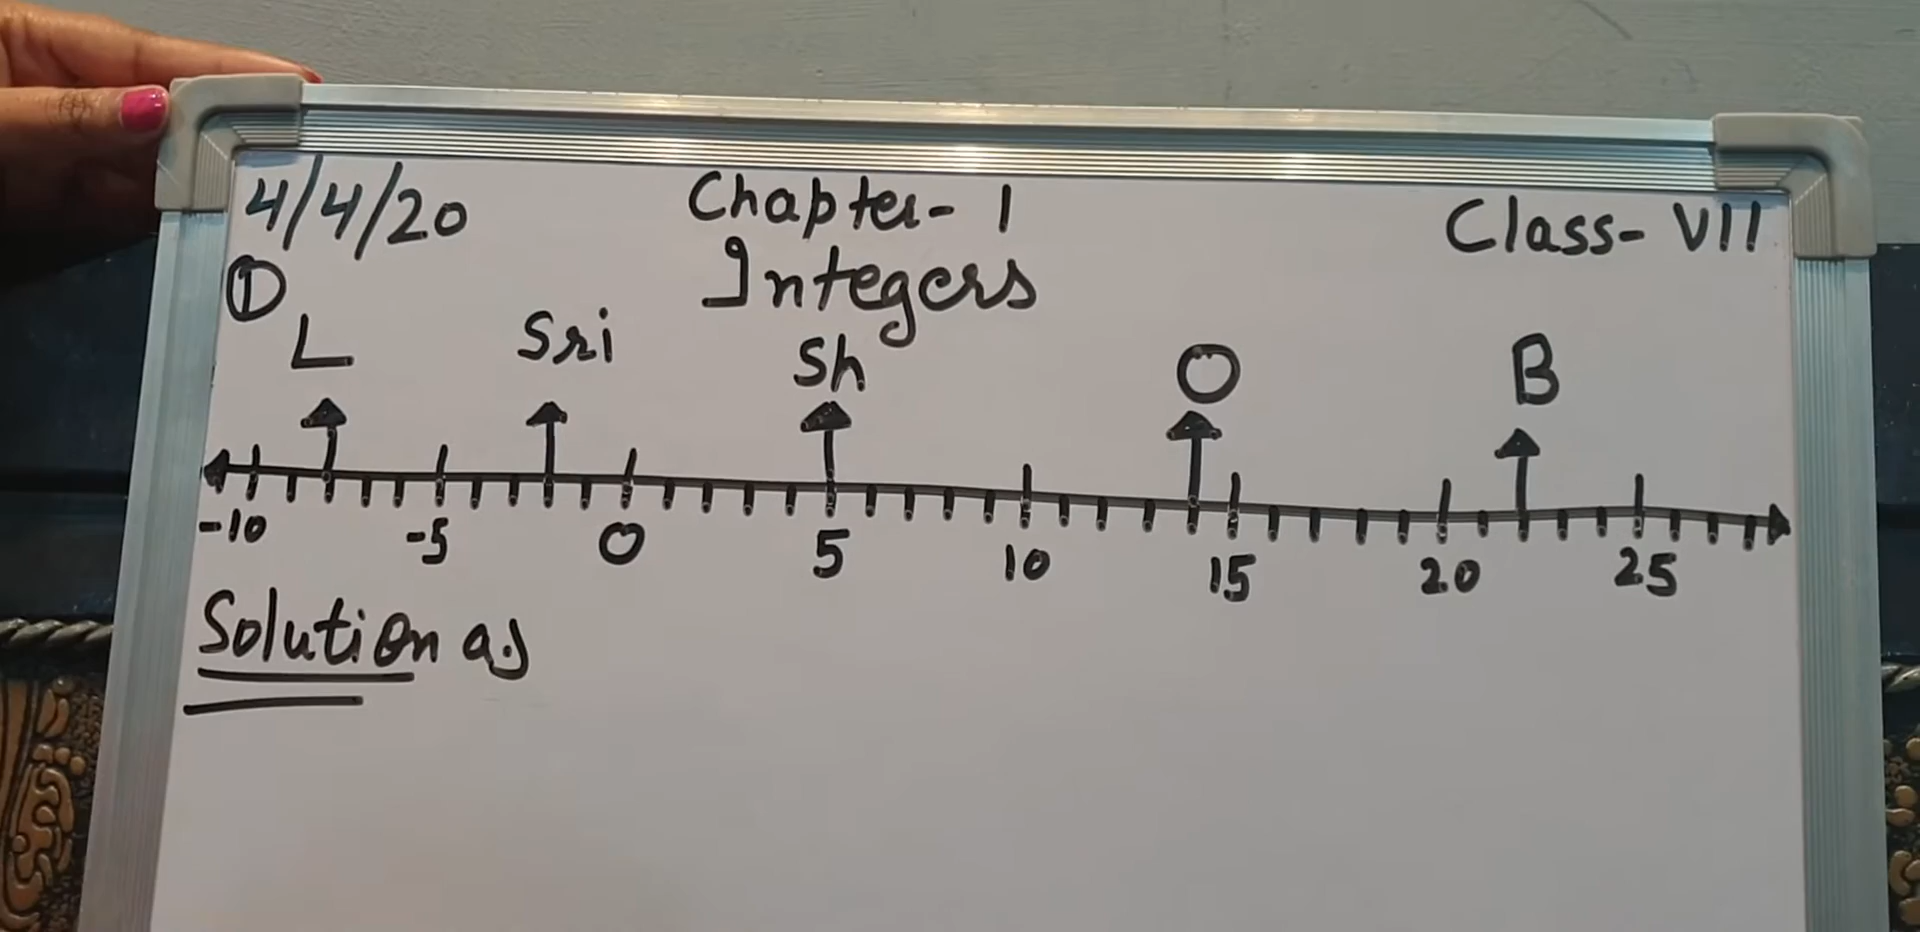 4/4/20 Chapter-1 Class-VII
Integers
①
L Sri Sh O B
-10 -5 0 5 10 15 20 25
Solution a.)